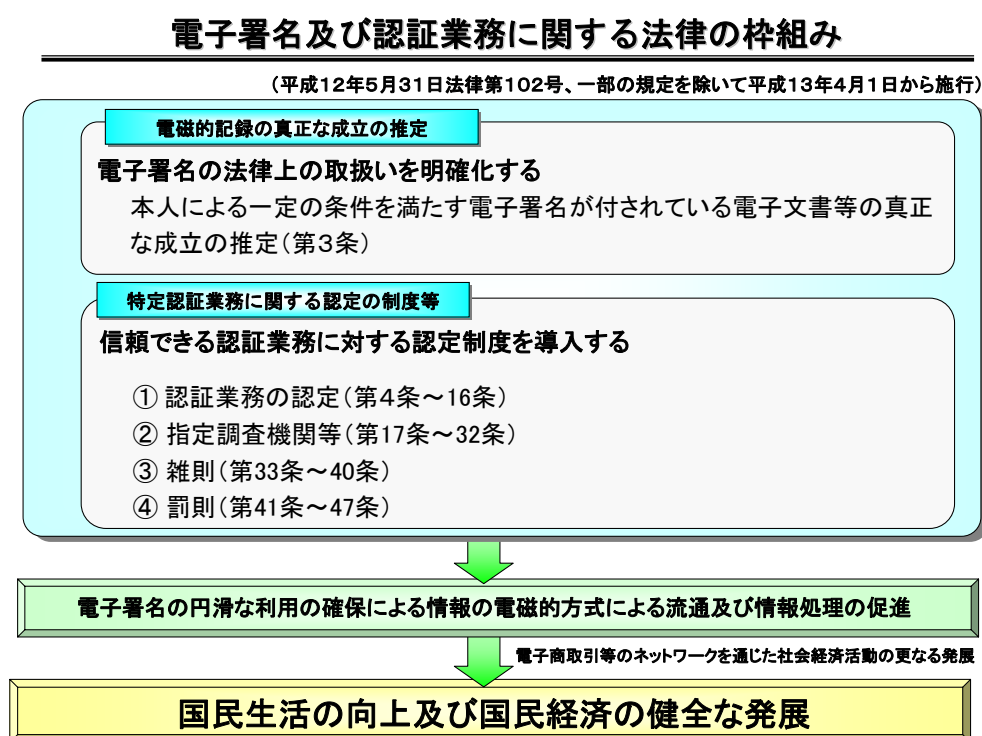 電子署名及び認証業務に関する法律の枠組み
(平成12年5月31日法律第102号、一部の規定を除いて平成13年4月1日から施行)
電磁的記録の真正な成立の推定
電子署名の法律上の取扱いを明確化する
本人による一定の条件を満たす電子署名が付されている電子文書等の真正
な成立の推定(第3条)
特定認証業務に関する認定の制度等
信頼できる認証業務に対する認定制度を導入する
① 認証業務の認定(第4条~16条)
② 指定調査機関等(第17条~32条)
③ 雑則(第33条~40条)
④ 罰則(第41条~47条)
電子署名の円滑な利用の確保による情報の電磁的方式による流通及び情報処理の促進
電子商取引等のネットワークを通じた社会経済活動の更なる発展
国民生活の向上及び国民経済の健全な発展